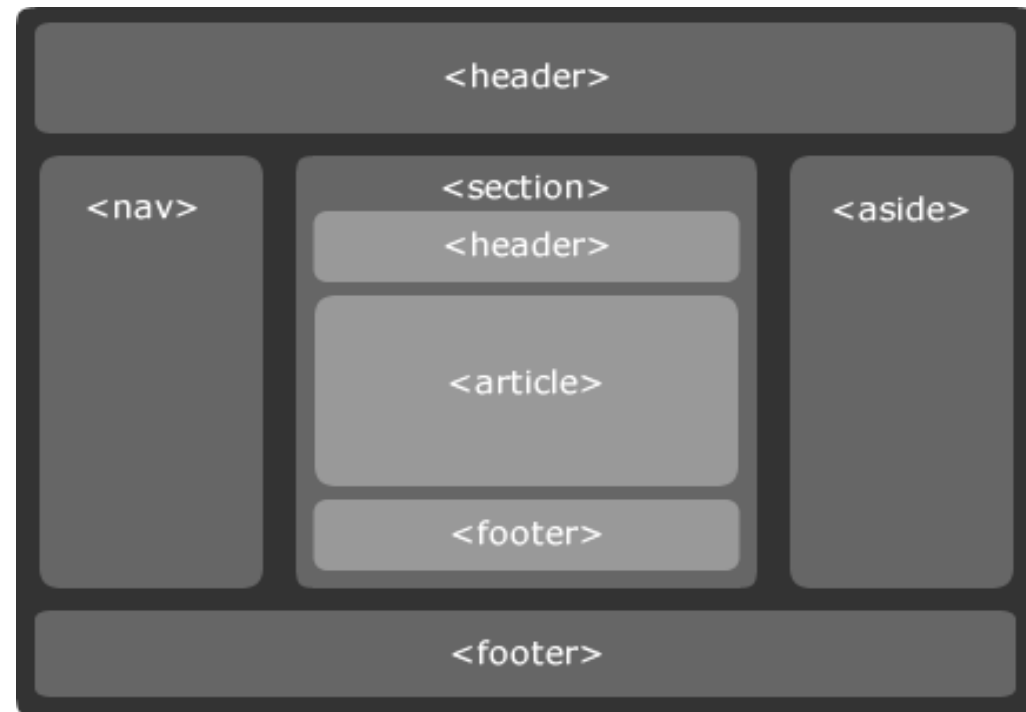 <header>
<nav>
<section>
<header>
<article>
<footer>
<aside>
<footer>